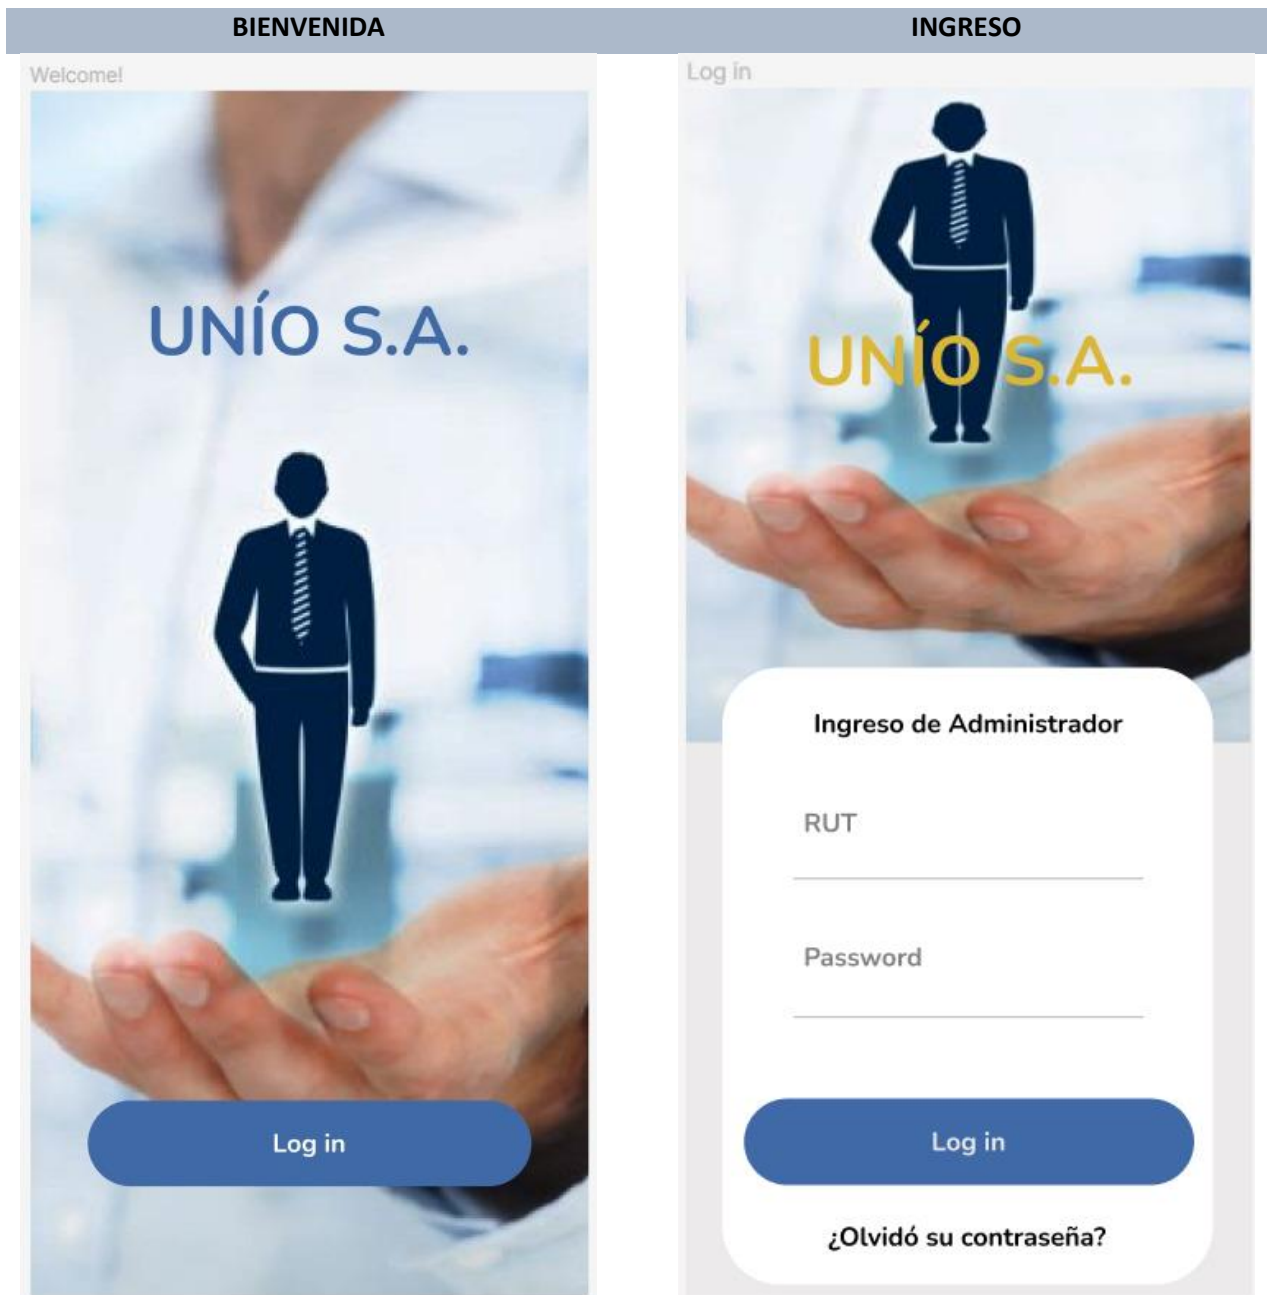 BIENVENIDA
INGRESO
Welcome!
UNÍO S.A.
Log in
Log in
UNÍO S.A.
Ingreso de Administrador
RUT
Password
Log in
¿Olvidó su contraseña?